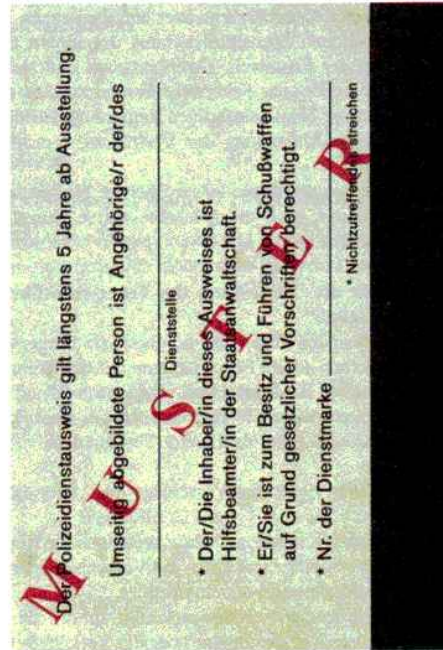 Der Polizeidienstausweis gilt längstens 5 Jahre ab Ausstellung.
Umseitig abgebildete Person ist Angehörige/r der/des
Dienststelle
* Der/Die Inhaber/in dieses Ausweises ist
Hilfsbeamter/in der Staatsanwaltschaft.
* Er/Sie ist zum Besitz und Führen von Schußwaffen
auf Grund gesetzlicher Vorschriften berechtigt.
* Nr. der Dienstmarke
* Nichtzutreffendes streichen
MUSTER